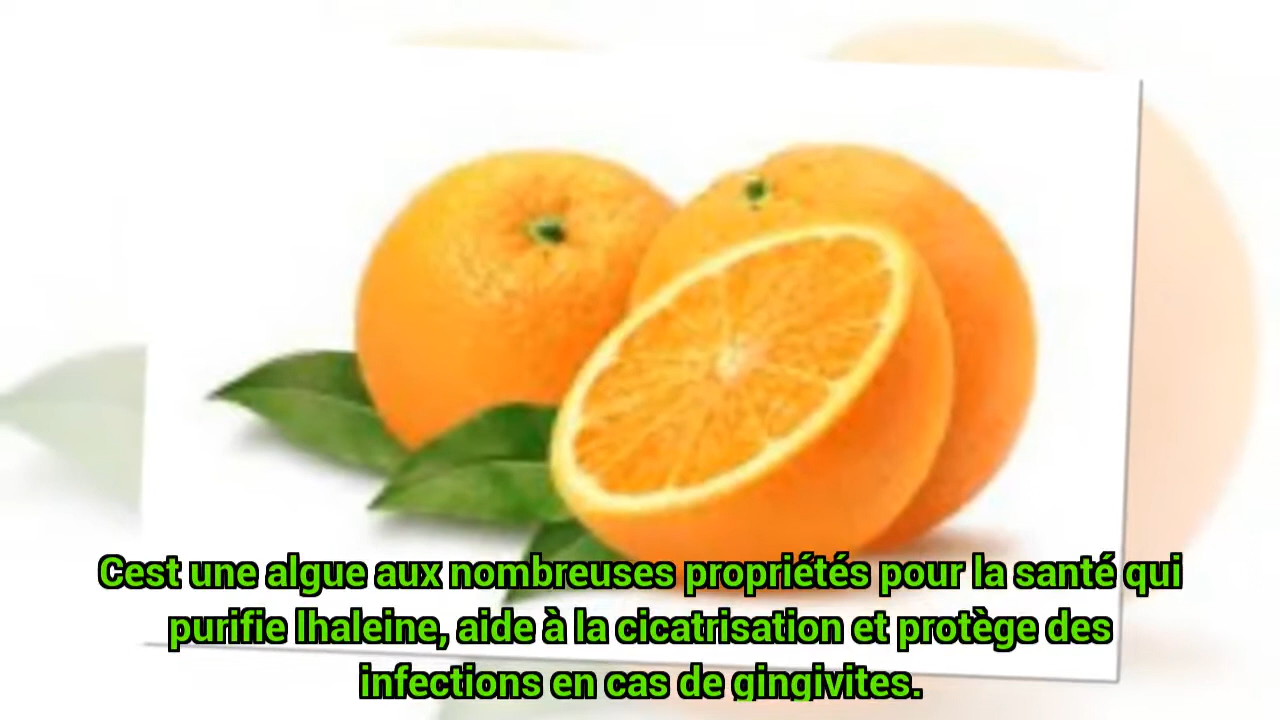 Cest une algue aux nombreuses propriétés pour la santé qui
purifie lhaleine, aide à la cicatrisation et protège des
infections en cas de gingivites.